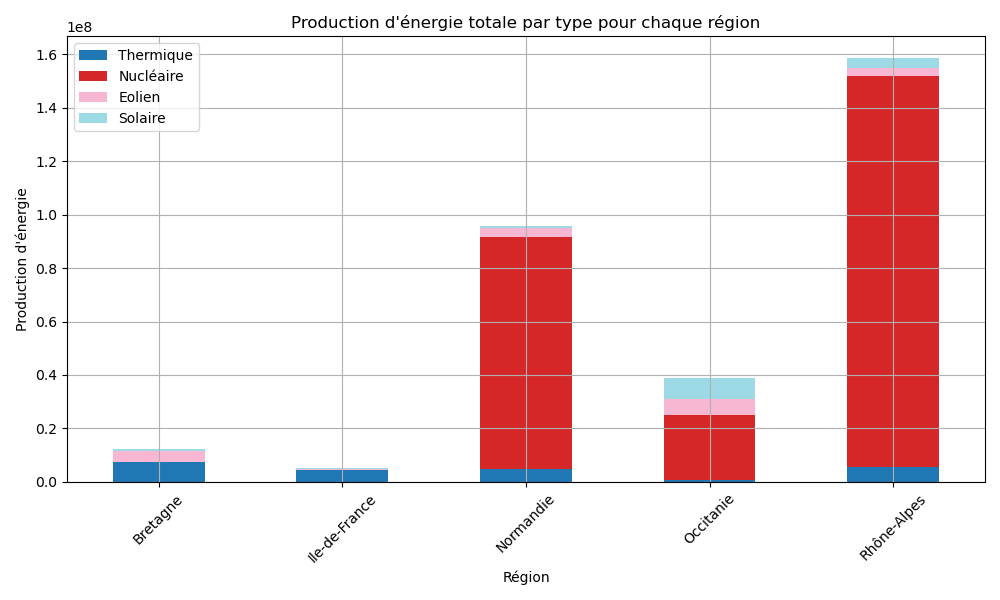 Production d'énergie totale par type pour chaque région
1e8
Thermique
Nucléaire
Eolien
Solaire
Production d'énergie
1.6
1.4
1.2
1.0
0.8
0.6
0.4
0.2
0.0
Bretagne
Ile-de-France
Normandie
Occitanie
Rhône-Alpes
Région